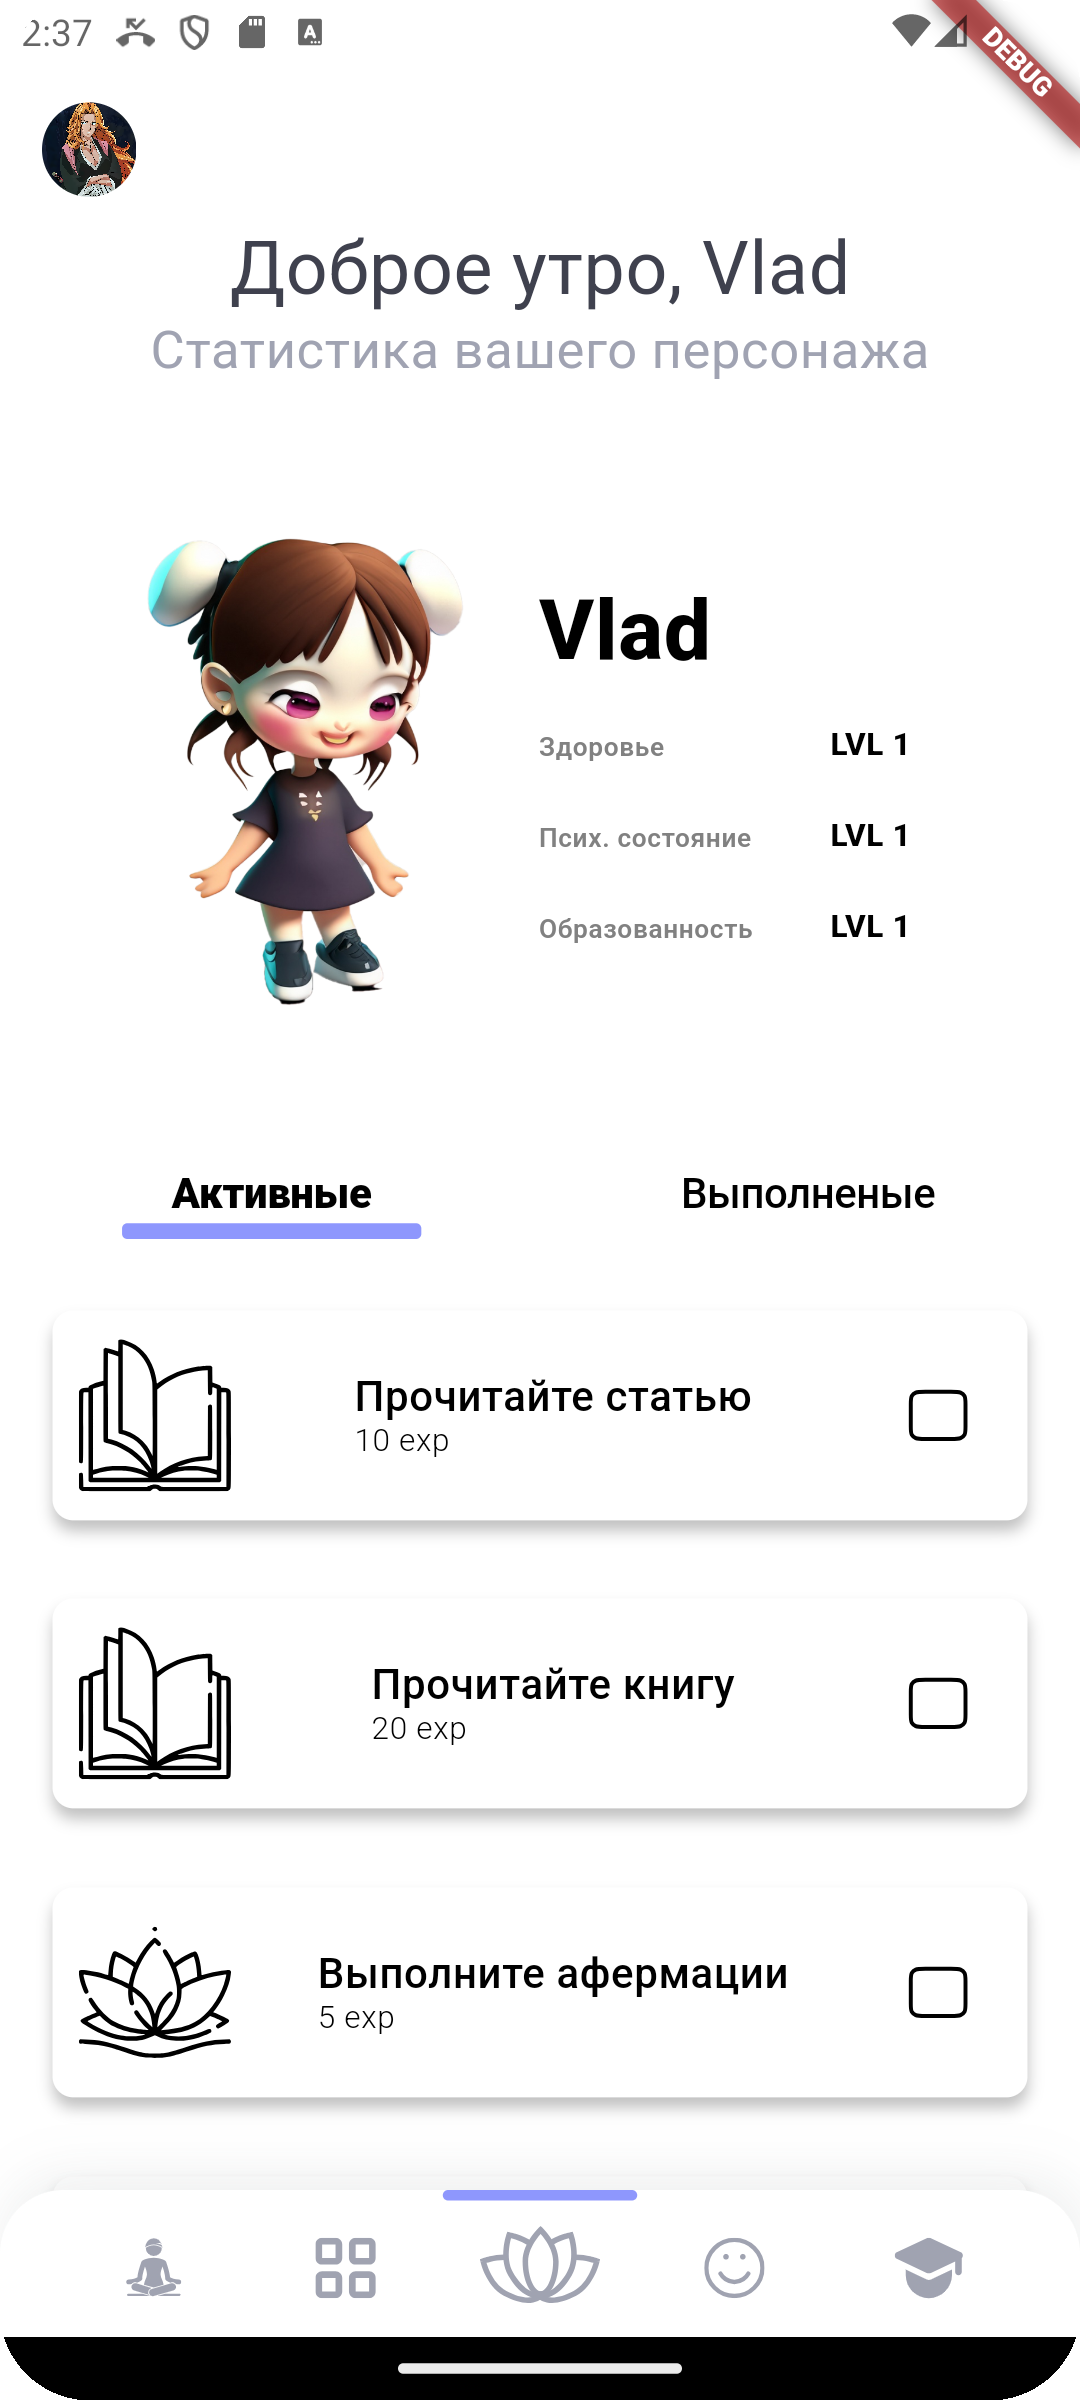 2:37
DEBUG
Доброе утро, Vlad
Статистика вашего персонажа
Vlad
Здоровье LVL 1
Псих. состояние LVL 1
Образованность LVL 1
Активные Выполненые
Прочитайте статью
10 exp
Прочитайте книгу
20 exp
Выполните афермации
5 exp